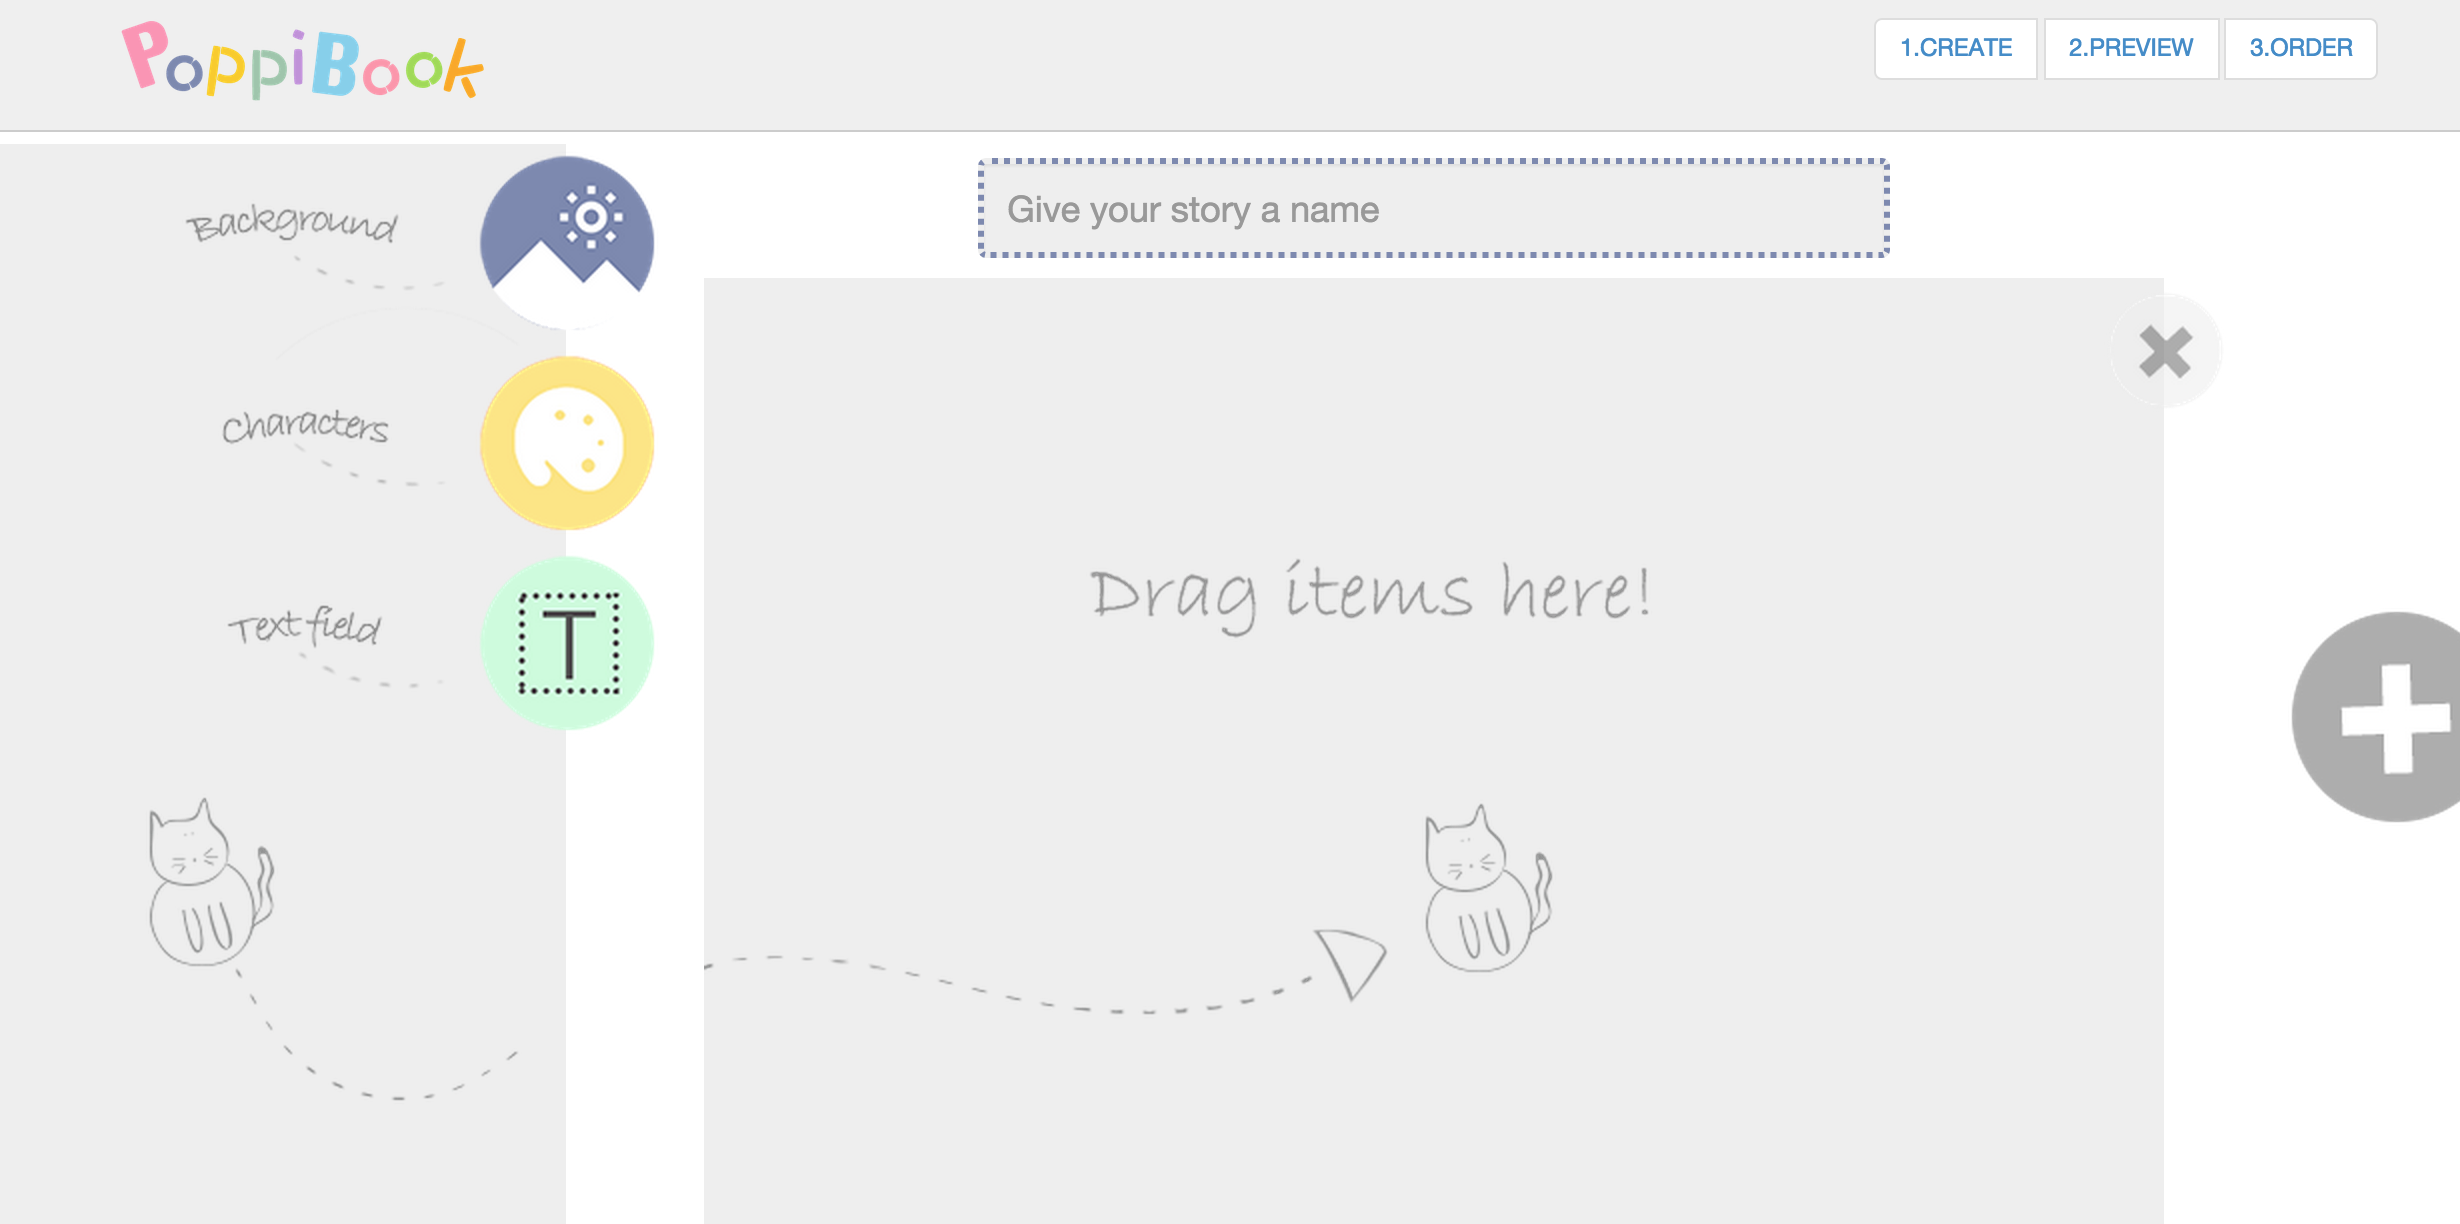 PoppiBook
1.CREATE
2.PREVIEW
3.ORDER
Give your story a name
Background
Characters
Text field
T
Drag items here!